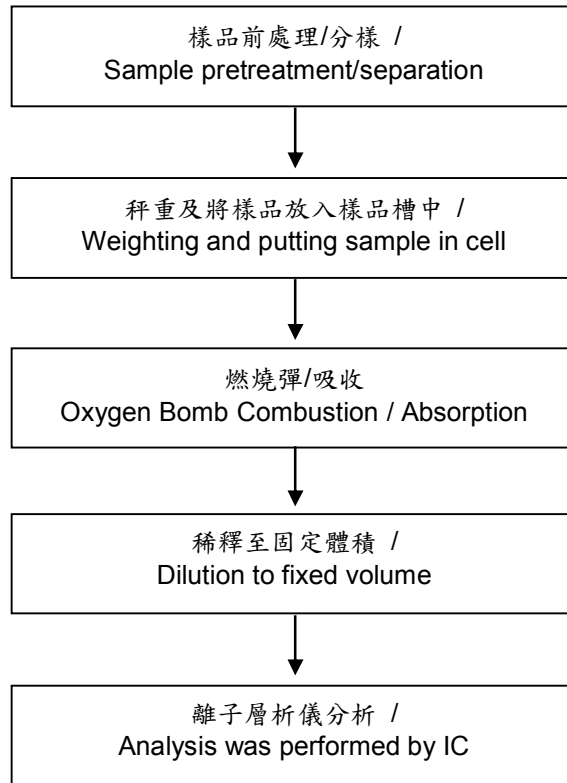 樣品前處理/分樣 /
Sample pretreatment/separation
秤重及將樣品放入樣品槽中 /
Weighting and putting sample in cell
燃燒彈/吸收
Oxygen Bomb Combustion / Absorption
稀釋至固定體積 /
Dilution to fixed volume
離子層析儀分析 /
Analysis was performed by IC